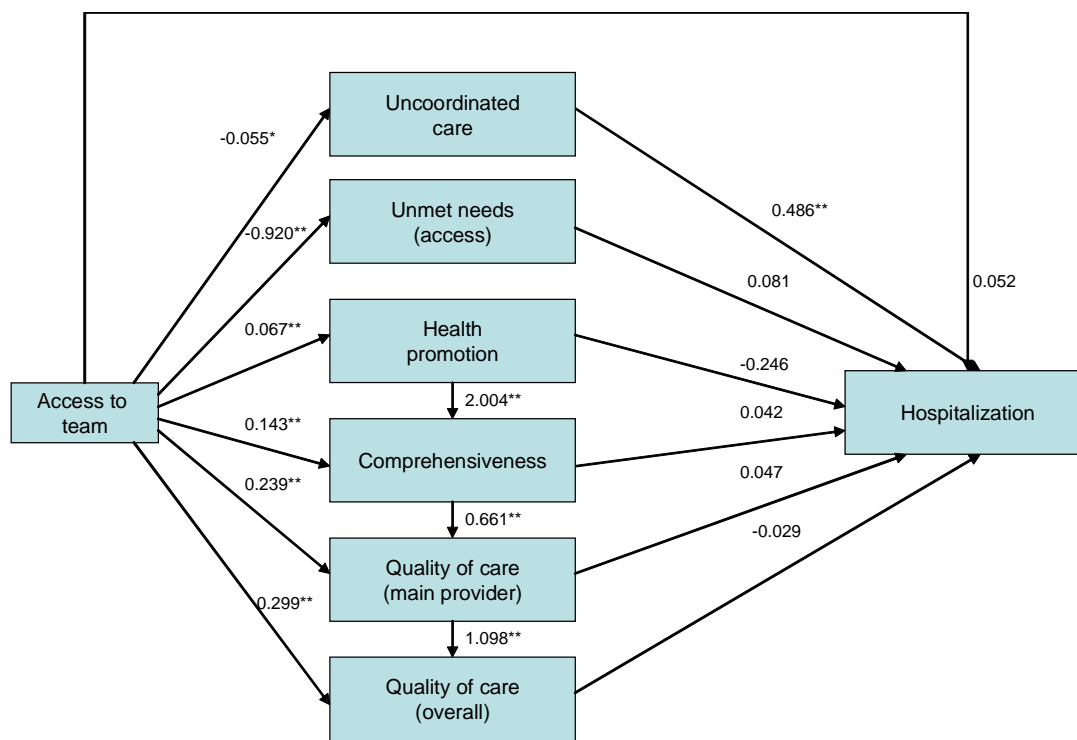 Uncoordinated
care
-0.055*
Unmet needs
(access)
0.486**
-0.920**
0.081
0.052
Health
promotion
0.067**
-0.246
2.004**
Access to
team
Hospitalization
0.042
0.143**
Comprehensiveness
0.239**
0.047
0.661**
-0.029
Quality of care
(main provider)
0.299**
1.098**
Quality of care
(overall)